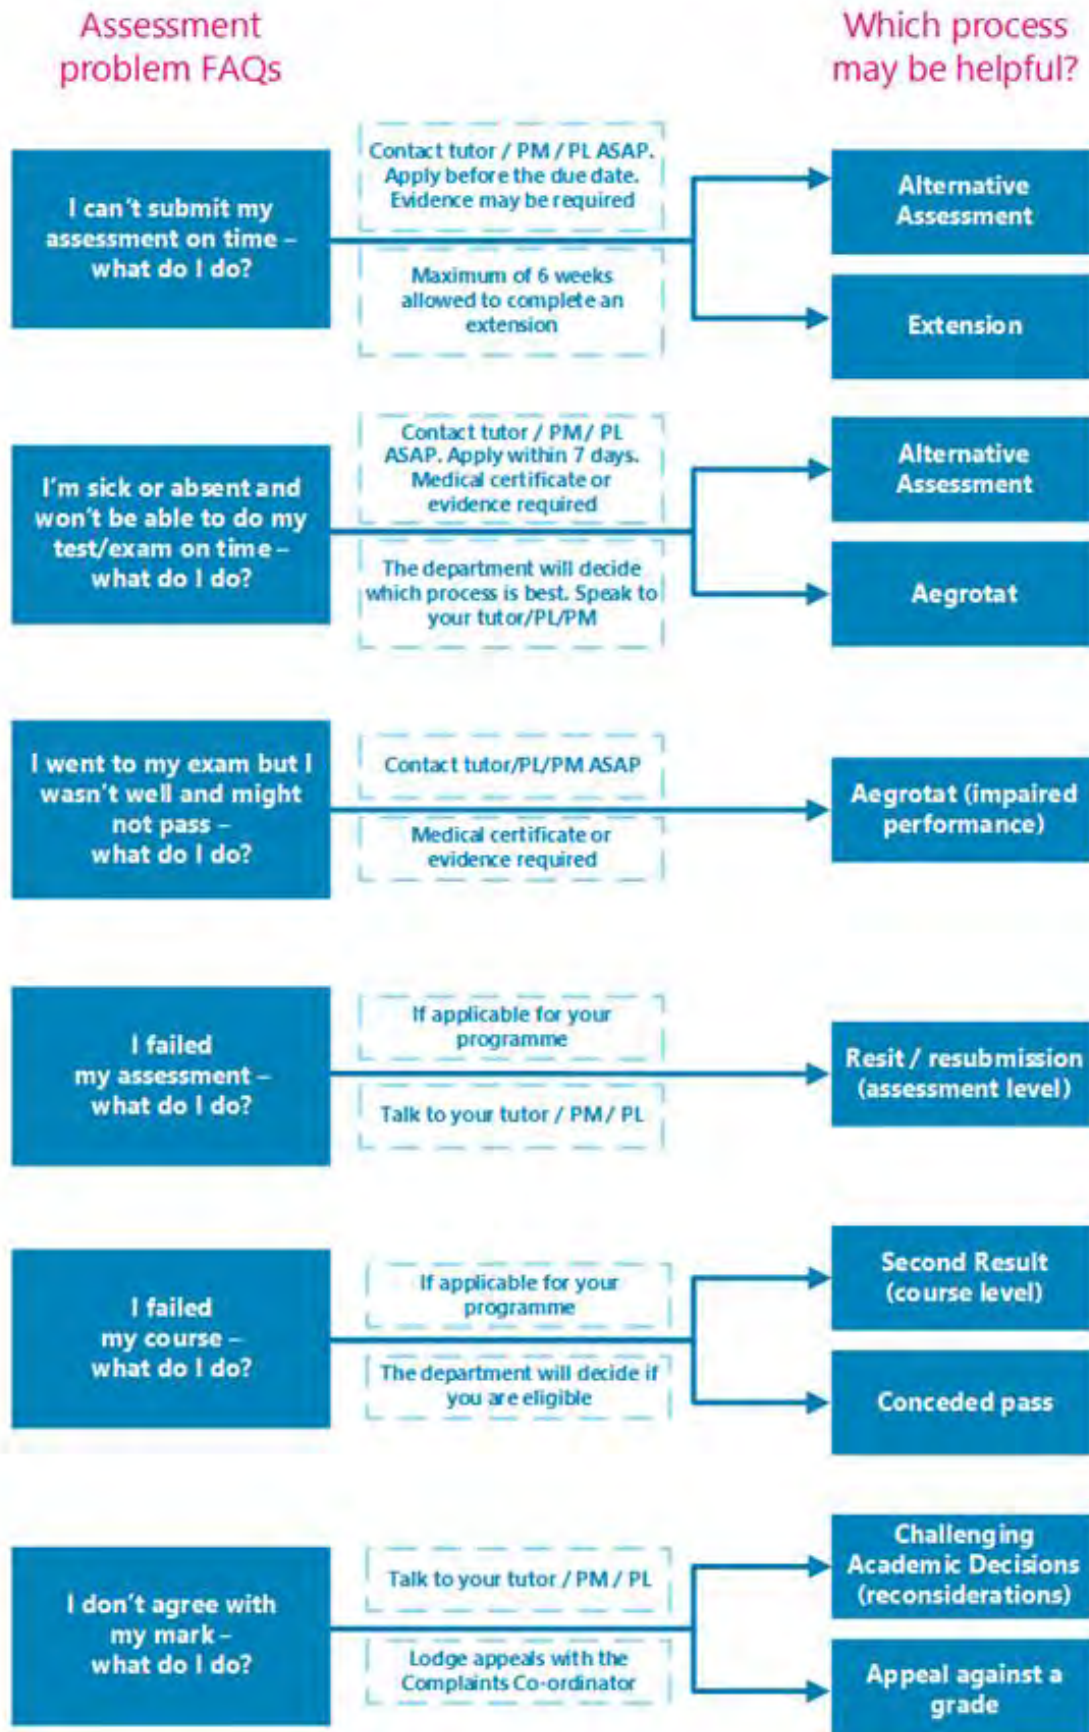 Assessment
problem FAQs
Which process
may be helpful?
I can't submit my
assessment on time –
what do I do?
Contact tutor / PM / PL ASAP.
Apply before the due date.
Evidence may be required
Maximum of 6 weeks
allowed to complete an
extension
Alternative
Assessment
Extension
I'm sick or absent and
won't be able to do my
test/exam on time –
what do I do?
Contact tutor / PM/ PL
ASAP. Apply within 7 days.
Medical certificate or
evidence required
The department will decide
which process is best. Speak to
your tutor/PL/PM
Alternative
Assessment
Aegrotat
I went to my exam but I
wasn't well and might
not pass –
what do I do?
Contact tutor/PL/PM ASAP
Medical certificate or
evidence required
Aegrotat (impaired
performance)
I failed
my assessment –
what do I do?
If applicable for your
programme
Talk to your tutor / PM/ PL
Resit / resubmission
(assessment level)
I failed
my course –
what do I do?
If applicable for your
programme
The department will decide if
you are eligible
Second Result
(course level)
Conceded pass
I don't agree with
my mark –
what do I do?
Talk to your tutor / PM / PL
Lodge appeals with the
Complaints Co-ordinator
Challenging
Academic Decisions
(reconsiderations)
Appeal against a
grade